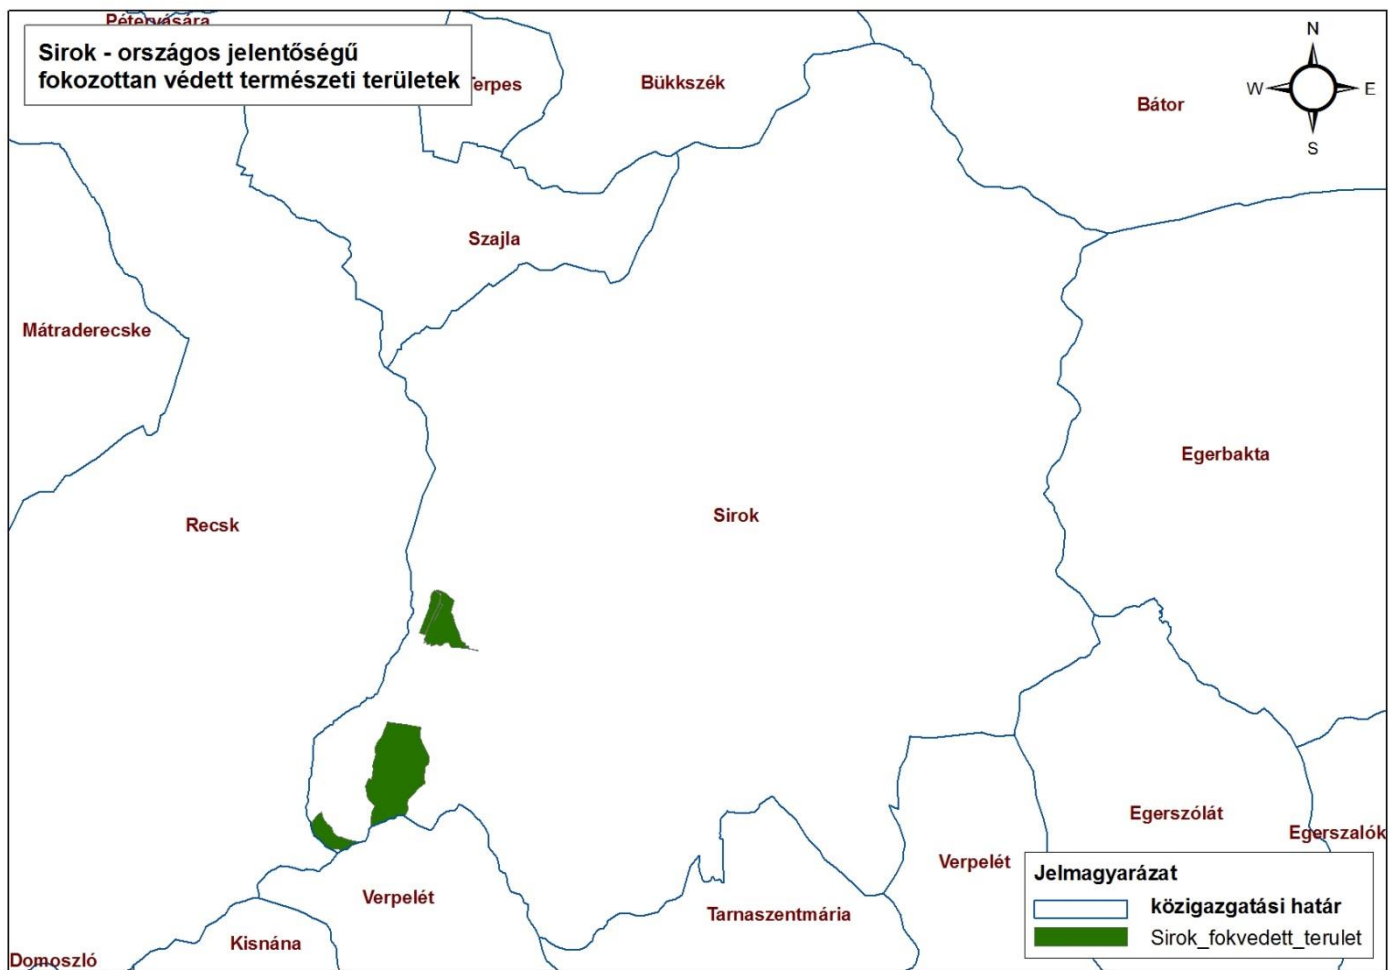 Pétervására
Sirok - országos jelentőségű
fokozottan védett természeti területek
Terpes
Bükkszék
Bátor
N
W
E
S
Szajla
Mátraderecske
Egerbakta
Recsk
Sirok
Egerszólát
Egerszalók
Verpelét
Jelmagyarázat
közigazgatási határ
Sirok_fokvedett_terulet
Verpelét
Tarnaszentmária
Kisnána
Domoszló